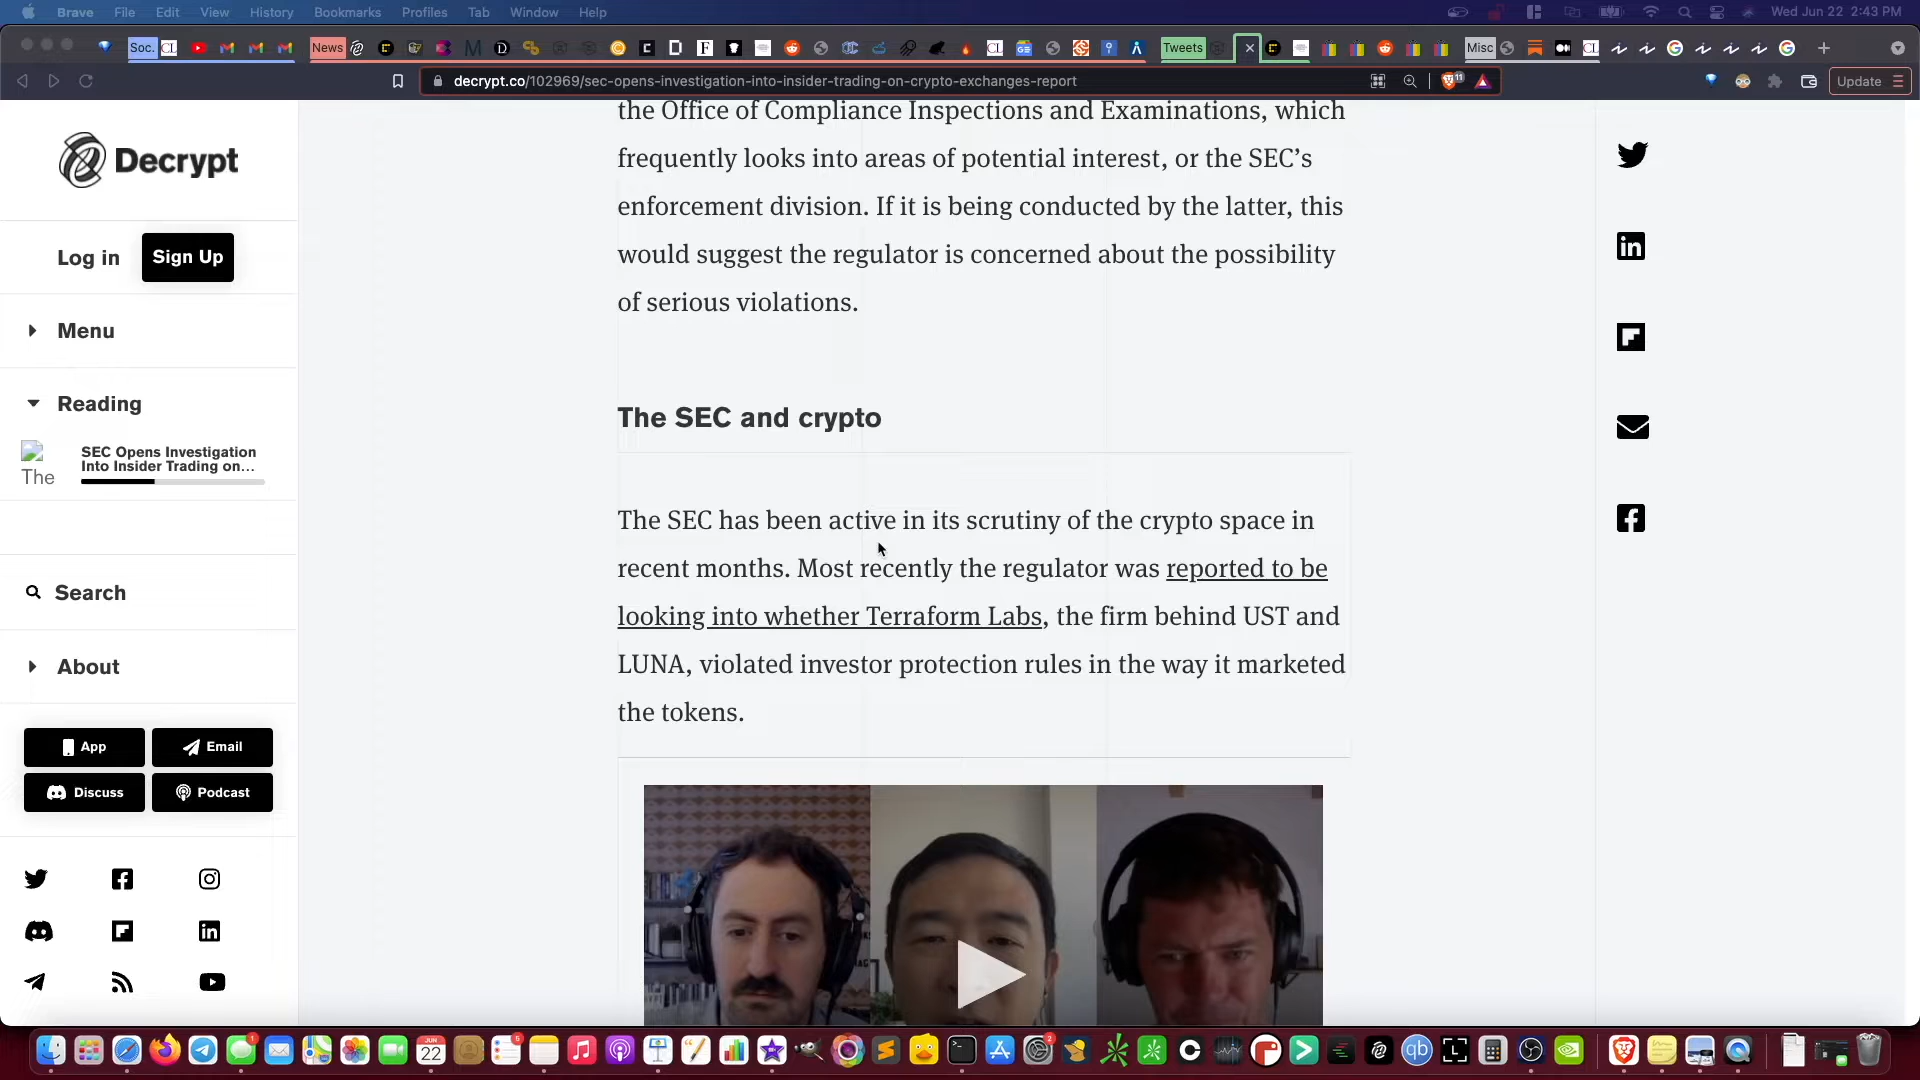 Brave File Edit View History Bookmarks Profiles Tab Window Help Wed Jun 22 2:43 PM
Soc. News Tweets Misc
decrypt.co/102969/sec-opens-investigation-into-insider-trading-on-crypto-exchanges-report 11 Update
Decrypt
Log in Sign Up
Menu
Reading
SEC Opens Investigation
Into Insider Trading on...
The
Search
About
App Email
Discuss Podcast
the Office of Compliance Inspections and Examinations, which
frequently looks into areas of potential interest, or the SEC’s
enforcement division. If it is being conducted by the latter, this
would suggest the regulator is concerned about the possibility
of serious violations.
The SEC and crypto
The SEC has been active in its scrutiny of the crypto space in
recent months. Most recently the regulator was reported to be
looking into whether Terraform Labs, the firm behind UST and
LUNA, violated investor protection rules in the way it marketed
the tokens.
JUN
22